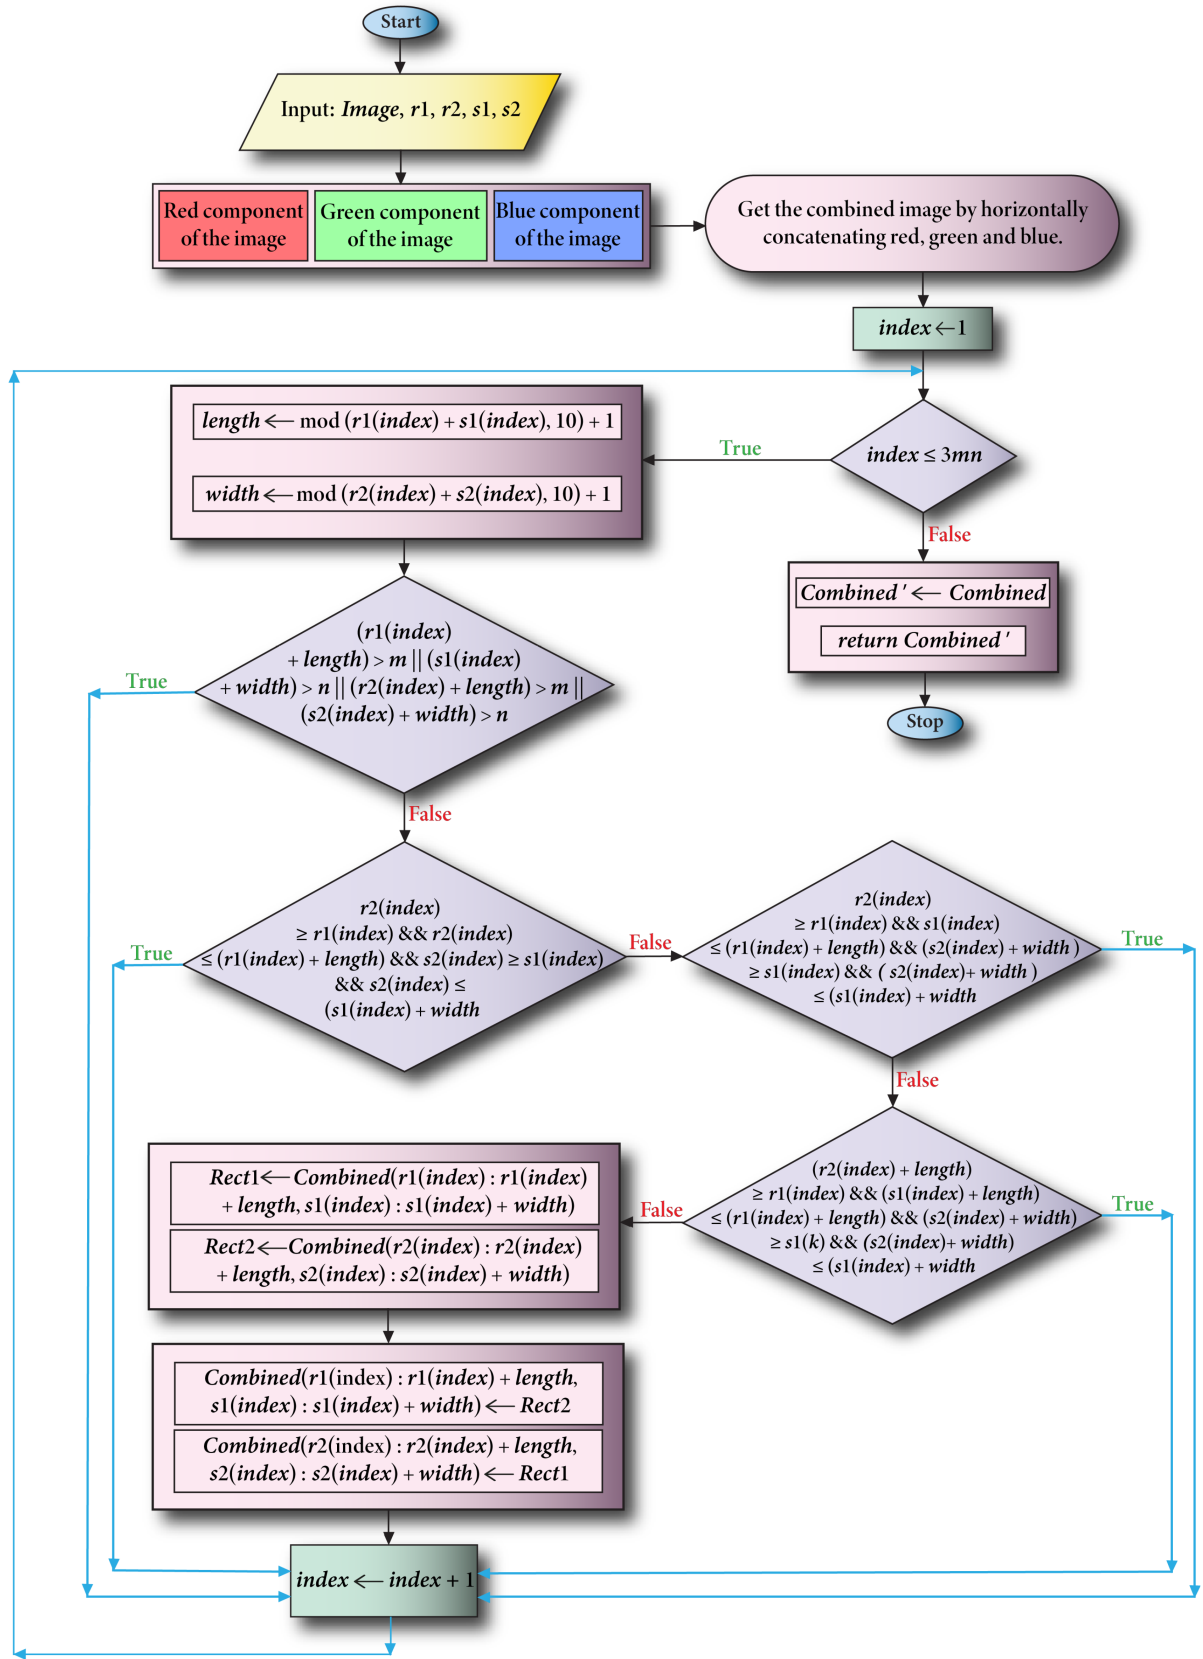 Start
Input: Image, r1, r2, s1, s2
Red component
of the image
Green component
of the image
Blue component
of the image
Get the combined image by horizontally
concatenating red, green and blue.
index ← 1
index ≤ 3mn
True
False
length ← mod (r1(index) + s1(index), 10) + 1
width ← mod (r2(index) + s2(index), 10) + 1
Combined ' ← Combined
return Combined '
Stop
(r1(index)
+ length) > m || (s1(index)
+ width) > n || (r2(index) + length) > m ||
(s2(index) + width) > n
True
False
r2(index)
≥ r1(index) && r2(index)
≤ (r1(index) + length) && s2(index) ≥ s1(index)
&& s2(index) ≤
(s1(index) + width
True
False
r2(index)
≥ r1(index) && s1(index)
≤ (r1(index) + length) && (s2(index) + width )
≥ s1(index) && ( s2(index)+ width )
≤ (s1(index) + width
True
False
(r2(index) + length)
≥ r1(index) && (s1(index) + length)
≤ (r1(index) + length) && (s2(index) + width)
≥ s1(k) && (s2(index)+ width)
≤ (s1(index) + width
True
False
Rect1 ← Combined(r1(index) : r1(index)
+ length, s1(index) : s1(index) + width)
Rect2 ← Combined(r2(index) : r2(index)
+ length, s2(index) : s2(index) + width)
Combined(r1(index) : r1(index) + length,
s1(index) : s1(index) + width) ← Rect2
Combined(r2(index) : r2(index) + length,
s2(index) : s2(index) + width) ← Rect1
index ← index + 1